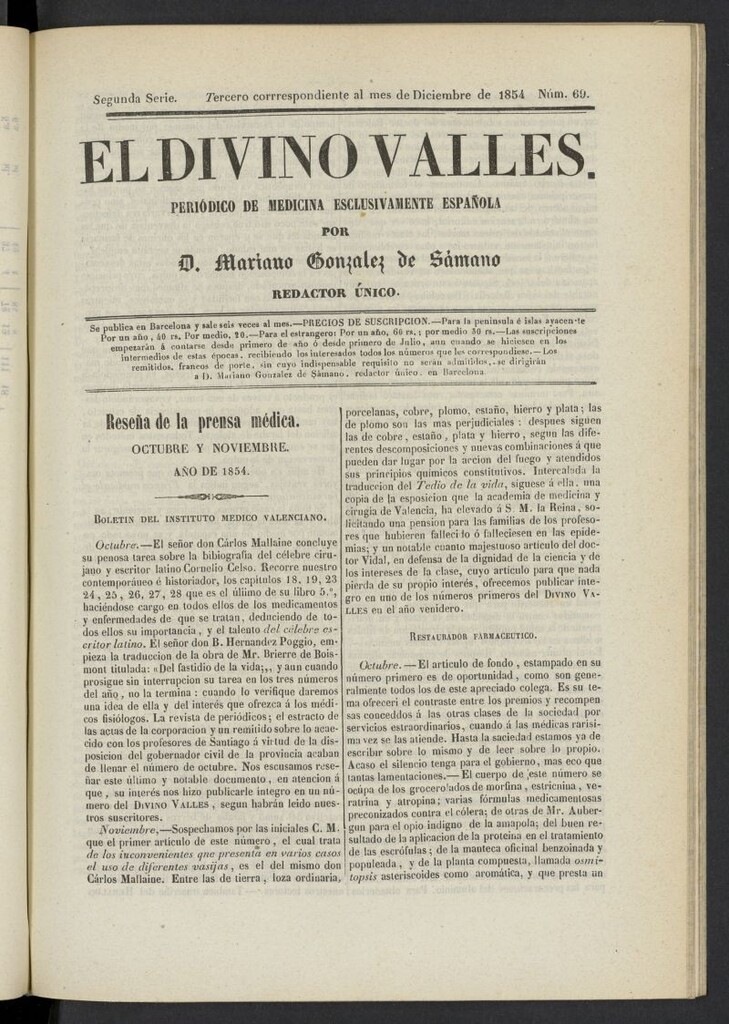 Segunda Serie. Tercero corrrespondiente al mes de Diciembre de 1854 Núm. 69.
EL DIVINO VALLES.
PERIÓDICO DE MEDICINA ESCLUSIVAMENTE ESPAÑOLA
POR
D. Mariano Gonzalez de Sámano
REDACTOR ÚNICO.
Se publica en Barcelona y sale seis veces al mes.—PRECIOS DE SUSCRIPCION.—Para la peninsula é islas ayacen-te
Por un año, 40 rs. Por medio, 20.—Para el estrangero: Por un año, 60 rs.; por medio 30 rs.—Las suscripciones
empezarán á contarse desde primero de año ó desde primero de Julio, aun cuando se hiciesen en los
intermedios de estas épocas, recibiendo los interesados todos los números que les correspondiese.—Los
remitidos, francos de porte, sin cuyo indispensable requisito no serán admitidos, se dirigirán
a D. Mariano Gonzalez de Sámano, redactor único, en Barcelona.
Reseña de la prensa médica.
OCTUBRE Y NOVIEMBRE.
AÑO DE 1854.
BOLETIN DEL INSTITUTO MEDICO VALENCIANO.
Octubre.—El señor don Cárlos Mallaine concluye
su penosa tarea sobre la bibiografia del célebre ciru-
jano y escritor latino Cornelio Celso. Recorre nuestro
contemporáneo é historiador, los capítulos 18, 19, 23
24, 25, 26, 27, 28 que es el úliimo de su libro 5.º,
haciéndose cargo en todos ellos de los medicamentos
y enfermedades de que se tratan, deduciendo de to-
dos ellos su importancia, y el talento del célebre es-
critor latino. El señor don B. Hernandez Poggio, em-
pieza la traduccion de la obra de Mr. Brierre de Bois-
mont titulada: «Del fastidio de la vida;,, y aun cuando
prosigue sin interrupcion su tarea en los tres números
del año, no la termina: cuando lo verifique daremos
una idea de ella y del interés que ofrezca á los médi-
cos fisiólogos. La revista de periódicos; el estracto de
las actas de la corporacion y un remitido sobre lo acae-
cido con los profesores de Santiago á virtud de la dis-
posicion del gobernador civil de la provincia acaban
de llenar el número de octubre. Nos escusamos rese-
ñar este último y notable documento, en atencion á
que, su interés nos hizo publicarle integro en un nú-
mero del DIVINO VALLES, segun habrán leido nues-
tros suscritores.
Noviembre,—Sospechamos por las iniciales C. M.
que el primer articulo de este número, el cual trata
de los inconvenientes que presenta en varios casos
el uso de diferentes vasijas, es el del mismo don
Cárlos Mallaine. Entre las de tierra, loza ordinaria,
porcelanas, cobre, plomo, estaño, hierro y plata; las
de plomo son las mas perjudiciales: despues siguen
las de cobre, estaño, plata y hierro, segun las dife-
rentes descomposiciones y nuevas combinaciones á que
pueden dar lugar por la accion del fuego y atendidos
sus principios químicos constitutivos. Intercalada la
traduccion del Tedio de la vida, síguese á ella, una
copia de la esposicion que la academia de medicina y
cirugia de Valencia, ha elevado á S. M. la Reina, so-
licitando una pension para las familias de los profeso-
res que hubieren falleci lo ó falleciesen en las epide-
mias; y un notable cuanto majestuoso artículo del doc-
tor Vidal, en defensa de la dignidad de la ciencia y de
los intereses de la clase, cuyo artículo para que nada
pierda de su propio interés, ofrecemos publicar inte-
gro en uno de los números primeros del DIVINO VA-
LLES en el año venidero.
RESTAURADOR FARMACEUTICO.
Octubre.—El articulo de fondo, estampado en su
número primero es de oportunidad, como son gene-
ralmente todos los de este apreciado colega. Es su te-
ma ofreceri el contraste entre los premios y recompen
sas conceddos á las otras clases de la sociedad por
servicios estraordinarios, cuando á las médicas rarísi-
ma vez se las atiende. Hasta la saciedad estamos ya de
escribir sobre lo mismo y de leer sobre lo propio.
Acaso el silencio tenga para el gobierno, mas eco que
tantas lamentaciones.—El cuerpo de este número se
ocúpa de los grocerolados de morfina, estricnina, ve-
ratrina y atropina; varias fórmulas medicamentosas
preconizados contra el cólera; de otras de Mr. Auber-
gun para el opio indigno de la amapola; del buen re-
sultado de la aplicacion de la proteina en el tratamiento
de las escrófulas; de la manteca oficinal benzoinada y
populeada, y de la planta compuesta, llamada osmi-
topsis asteriscoides como aromática, y que presta un